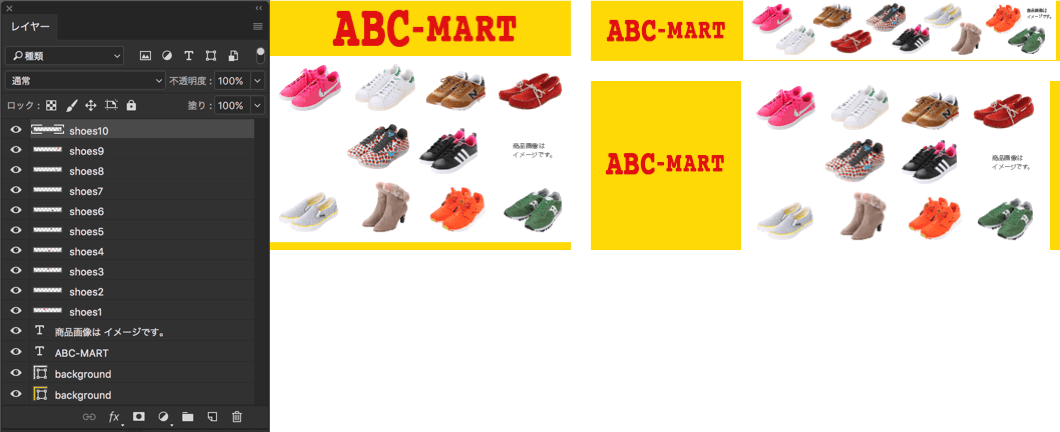 レイヤー
種類
通常
不透明度: 100%
ロック:
塗り: 100%
shoes10
shoes9
shoes8
shoes7
shoes6
shoes5
shoes4
shoes3
shoes2
shoes1
T 商品画像は イメージです。
T ABC-MART
background
background
fx
ABC-MART
商品画像は
イメージです。
ABC-MART
商品画像は
イメージです。
ABC-MART
商品画像は
イメージです。